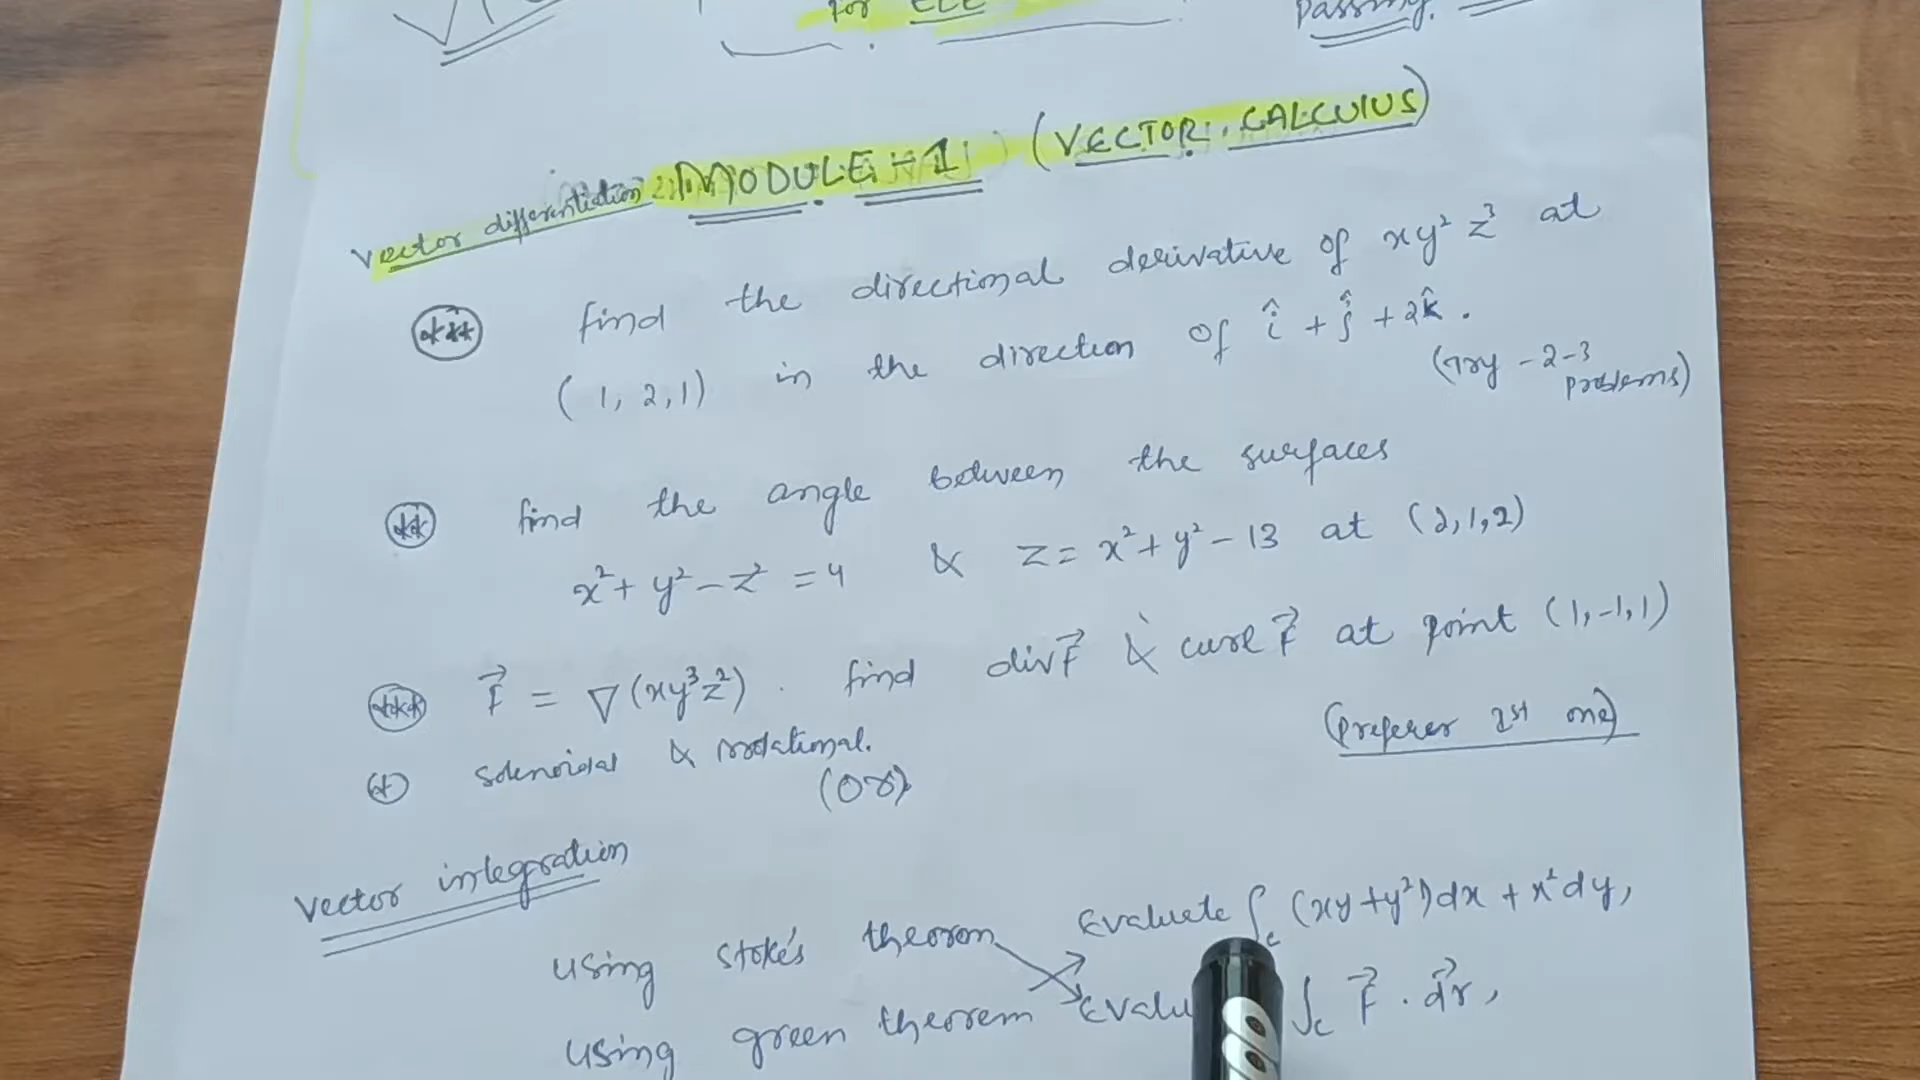 for ECE
passing.
MODULE-1 (VECTOR CALCULUS)
Vector differentiation
find the directional derivative of xy² z³ at
(1, 2, 1) in the direction of î + ĵ + 2k̂.
(Try - 2-3 problems)
find the angle between the surfaces
x² + y² - z² = 4 & z = x² + y² - 13 at (2,1,2)
F⃗ = ∇(xy³z²). find div F⃗ & curl F⃗ at point (1,-1,1)
solenoidal & irrotational. (preferer 1st one)
(Or)
Vector integration
using stoke's theorem evaluate ∫c (xy+y²)dx + x²dy,
using green theorem ∫c F⃗ . dr⃗,